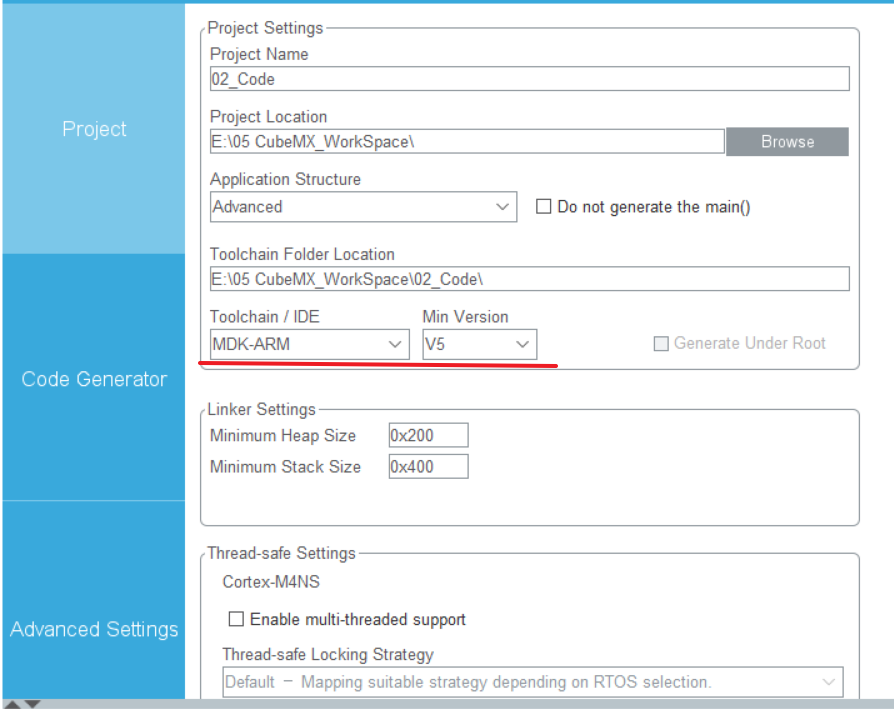 Project
Code Generator
Advanced Settings
Project Settings
Project Name
02_Code
Project Location
E:\05 CubeMX_WorkSpace\
Browse
Application Structure
Advanced
Do not generate the main()
Toolchain Folder Location
E:\05 CubeMX_WorkSpace\02_Code\
Toolchain / IDE
Min Version
MDK-ARM
V5
Generate Under Root
Linker Settings
Minimum Heap Size
0x200
Minimum Stack Size
0x400
Thread-safe Settings
Cortex-M4NS
Enable multi-threaded support
Thread-safe Locking Strategy
Default － Mapping suitable strategy depending on RTOS selection.